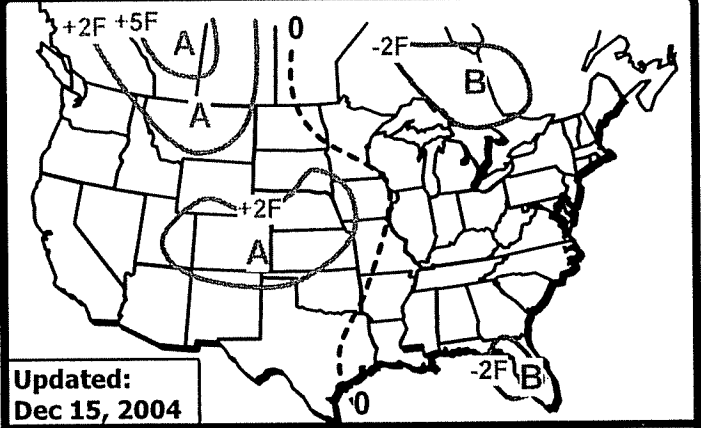 +2F +5F
A
0
-2F
B
A
+2F
A
-2F B
0
Updated:
Dec 15, 2004